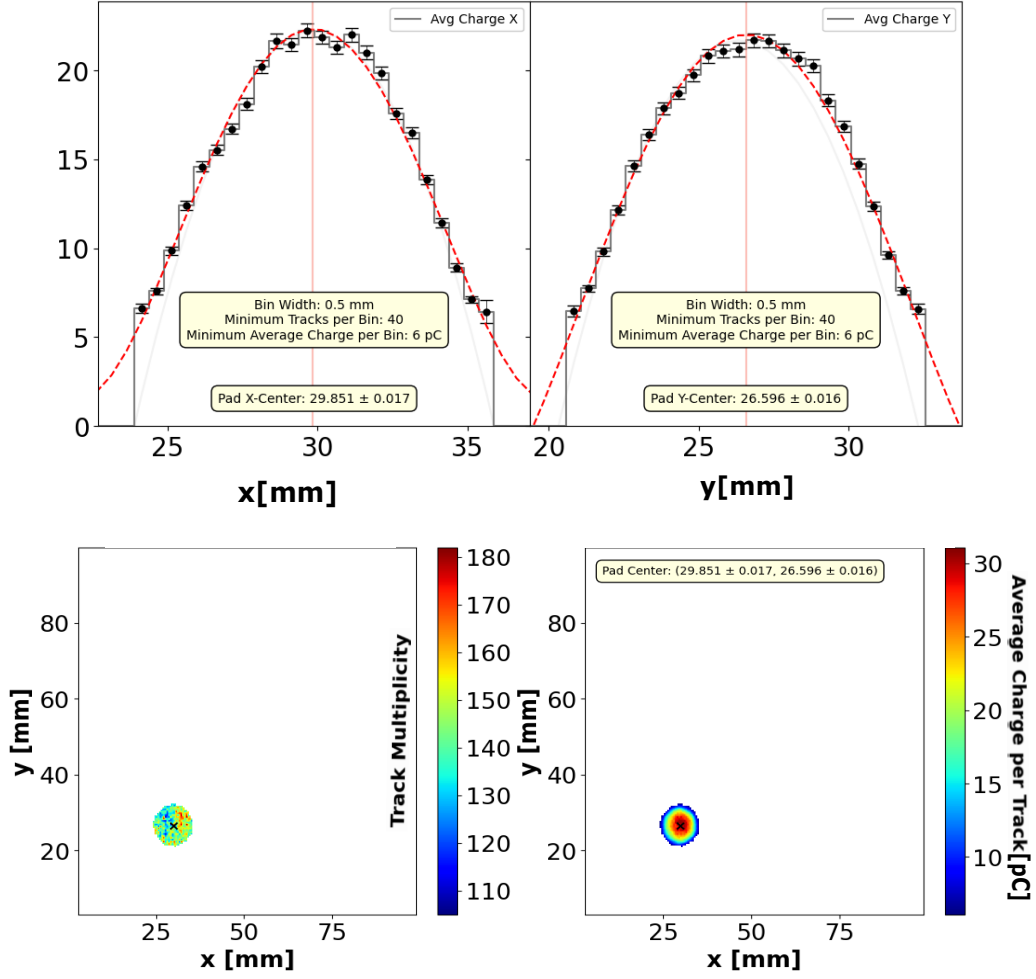 Avg Charge X
Avg Charge Y
20
15
10
5
0
Bin Width: 0.5 mm
Minimum Tracks per Bin: 40
Minimum Average Charge per Bin: 6 pC
Bin Width: 0.5 mm
Minimum Tracks per Bin: 40
Minimum Average Charge per Bin: 6 pC
Pad X-Center: 29.851 ± 0.017
Pad Y-Center: 26.596 ± 0.016
25 30 35
20 25 30
x[mm]
y[mm]
80
60
40
20
y [mm]
25 50 75
x [mm]
180
170
160
150
140
130
120
110
Track Multiplicity
Pad Center: (29.851 ± 0.017, 26.596 ± 0.016)
80
60
40
20
y [mm]
25 50 75
x [mm]
30
25
20
15
10
Average Charge per Track[pC]